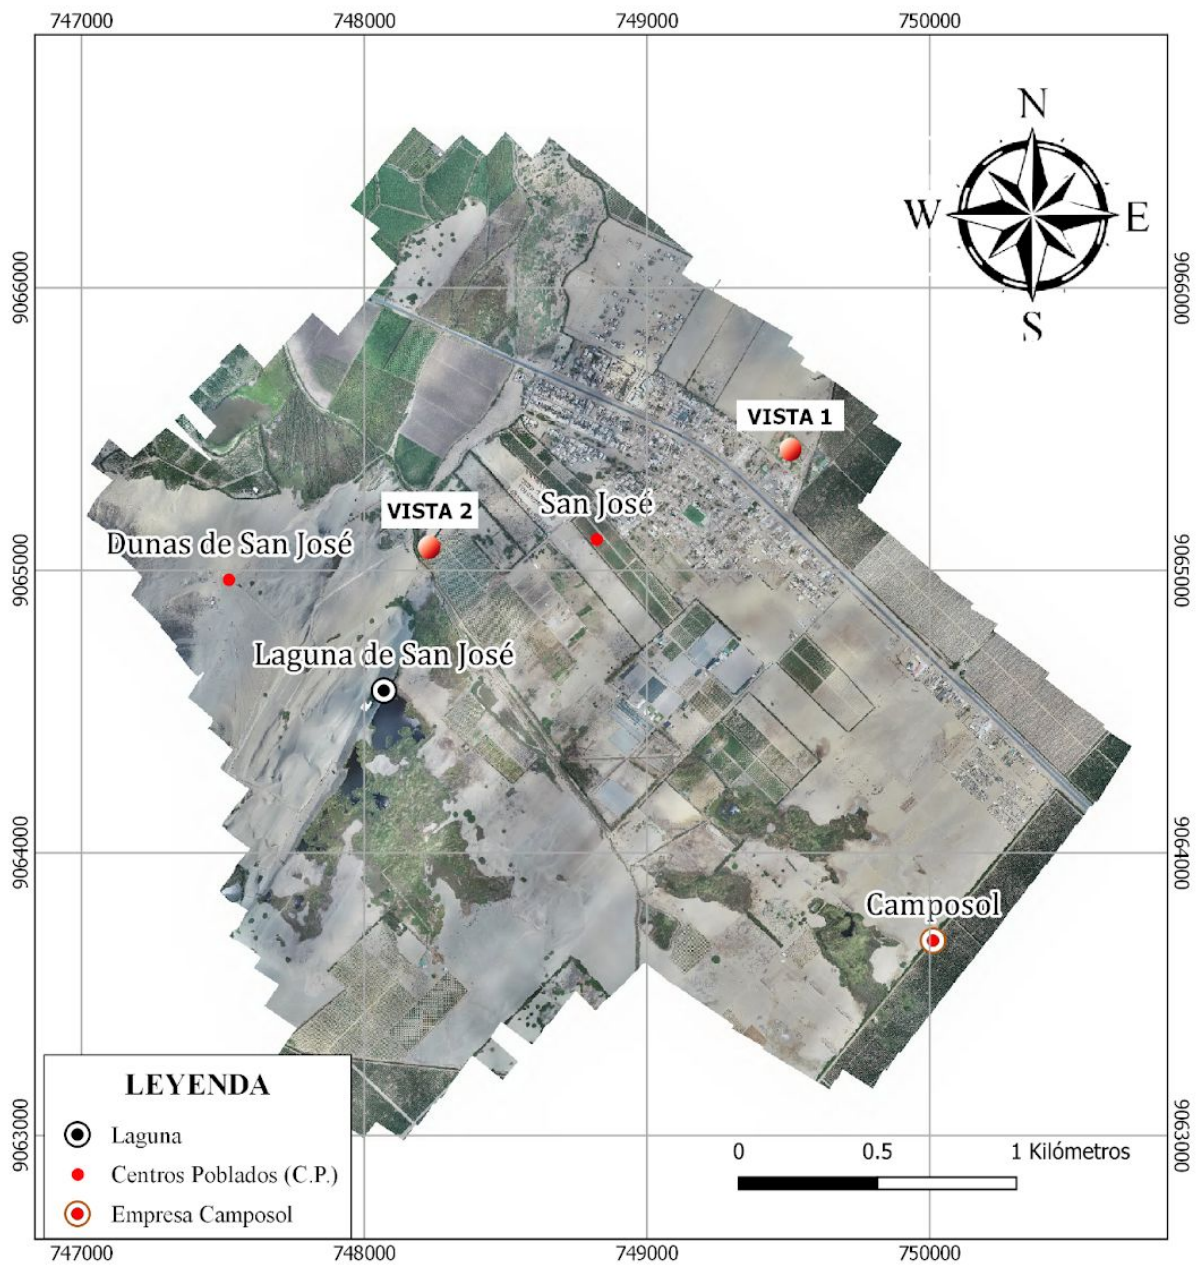 747000 748000 749000 750000
N
W E
S
9066000 9066000
VISTA 1
VISTA 2
San José
Dunas de San José
9065000 9065000
Laguna de San José
9064000 9064000
Camposol
LEYENDA
Laguna
Centros Poblados (C.P.)
Empresa Camposol
9063000 9063000
0 0.5 1 Kilómetros
747000 748000 749000 750000